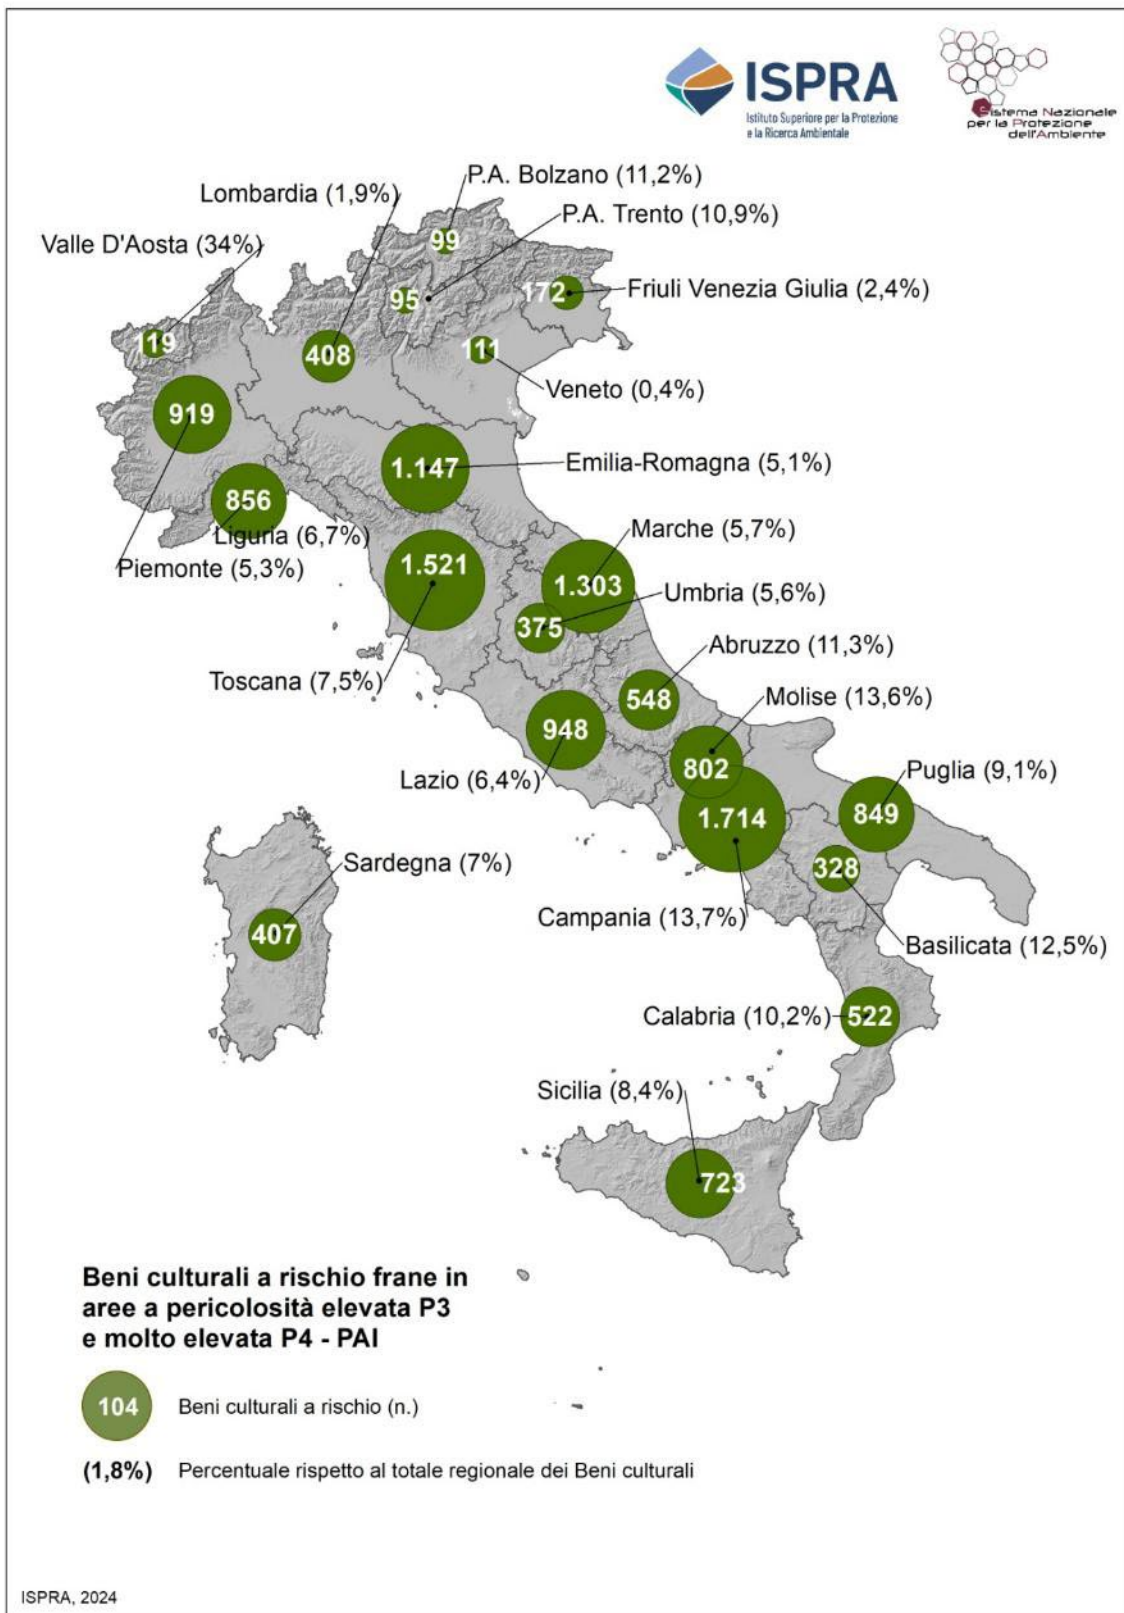 ISPRA
Istituto Superiore per la Protezione
e la Ricerca Ambientale
Sistema Nazionale
per la Protezione
dell'Ambiente
P.A. Bolzano (11,2%)
Lombardia (1,9%)
P.A. Trento (10,9%)
Valle D'Aosta (34%)
99
Friuli Venezia Giulia (2,4%)
172
95
119
408
111
Veneto (0,4%)
919
1.147
Emilia-Romagna (5,1%)
856
Liguria (6,7%)
Piemonte (5,3%)
Marche (5,7%)
1.521
1.303
Umbria (5,6%)
375
Abruzzo (11,3%)
Toscana (7,5%)
548
Molise (13,6%)
948
802
Lazio (6,4%)
Puglia (9,1%)
849
1.714
Sardegna (7%)
328
Campania (13,7%)
407
Basilicata (12,5%)
Calabria (10,2%)
522
Sicilia (8,4%)
723
Beni culturali a rischio frane in
aree a pericolosità elevata P3
e molto elevata P4 - PAI
104 Beni culturali a rischio (n.)
(1,8%) Percentuale rispetto al totale regionale dei Beni culturali
ISPRA, 2024